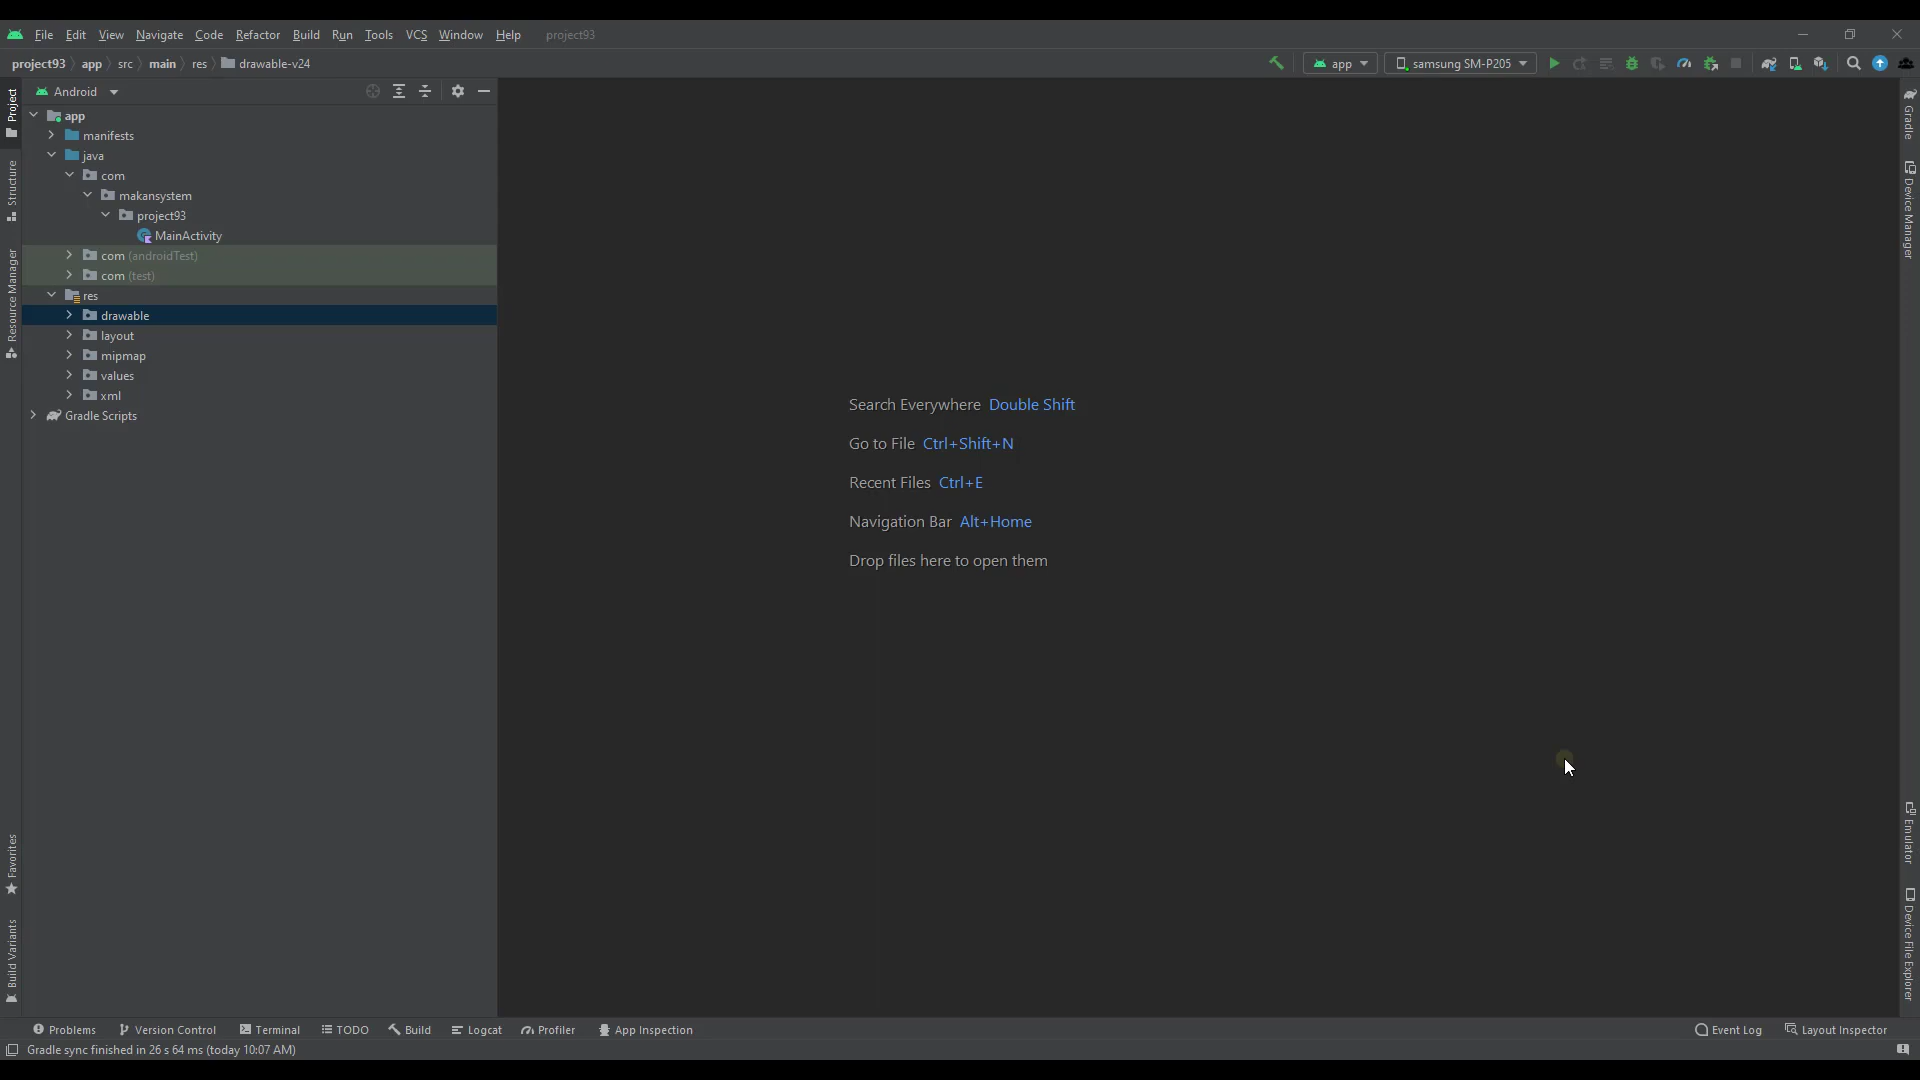 File Edit View Navigate Code Refactor Build Run Tools VCS Window Help project93
project93 app src main res drawable-v24
app samsung SM-P205
Android
app
manifests
java
com
makansystem
project93
MainActivity
com (androidTest)
com (test)
res
drawable
layout
mipmap
values
xml
Gradle Scripts
Project
Structure
Resource Manager
Favorites
Build Variants
Search Everywhere Double Shift
Go to File Ctrl+Shift+N
Recent Files Ctrl+E
Navigation Bar Alt+Home
Drop files here to open them
Gradle
Device Manager
Emulator
Device File Explorer
Problems Version Control Terminal TODO Build Logcat Profiler App Inspection Event Log Layout Inspector
Gradle sync finished in 26 s 64 ms (today 10:07 AM)